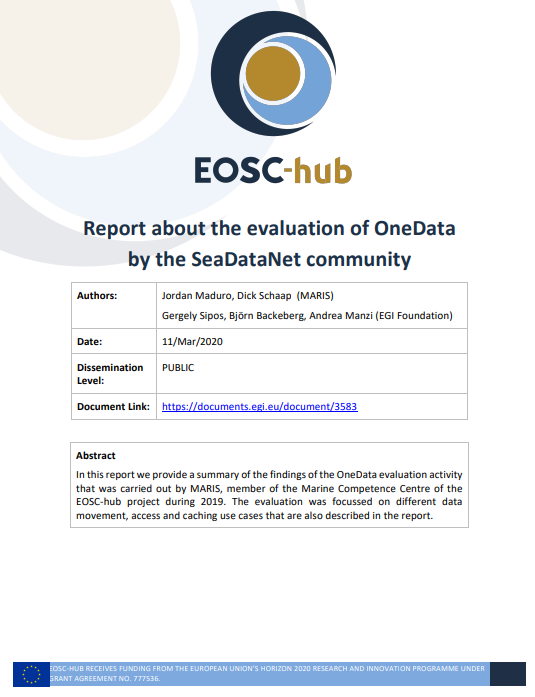 EOSC-hub
Report about the evaluation of OneData
by the SeaDataNet community
Authors:
Jordan Maduro, Dick Schaap (MARIS)
Gergely Sipos, Björn Backeberg, Andrea Manzi (EGI Foundation)
Date:
11/Mar/2020
Dissemination
Level:
PUBLIC
Document Link:
https://documents.egi.eu/document/3583
Abstract
In this report we provide a summary of the findings of the OneData evaluation activity
that was carried out by MARIS, member of the Marine Competence Centre of the
EOSC-hub project during 2019. The evaluation was focussed on different data
movement, access and caching use cases that are also described in the report.
EOSC-HUB RECEIVES FUNDING FROM THE EUROPEAN UNION'S HORIZON 2020 RESEARCH AND INNOVATION PROGRAMME UNDER
GRANT AGREEMENT NO. 777536.